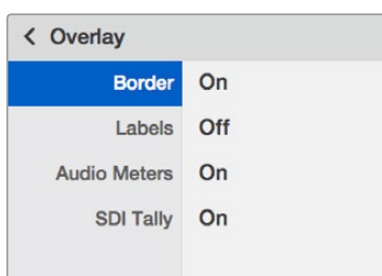 Overlay
Border On
Labels Off
Audio Meters On
SDI Tally On